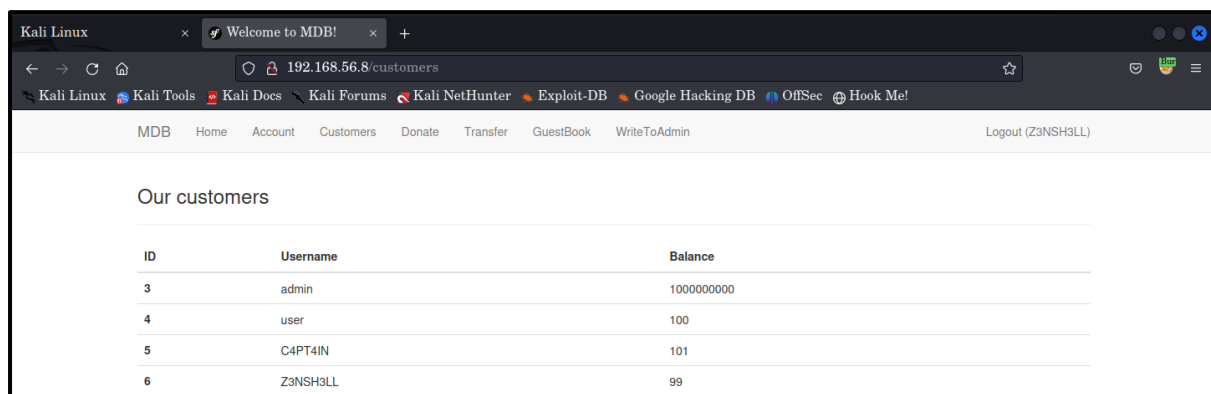 Kali Linux × Welcome to MDB! × +
192.168.56.8/customers
Kali Linux Kali Tools Kali Docs Kali Forums Kali NetHunter Exploit-DB Google Hacking DB OffSec Hook Me!
MDB Home Account Customers Donate Transfer GuestBook WriteToAdmin Logout (Z3NSH3LL)
Our customers
ID Username Balance
3 admin 1000000000
4 user 100
5 C4PT4IN 101
6 Z3NSH3LL 99